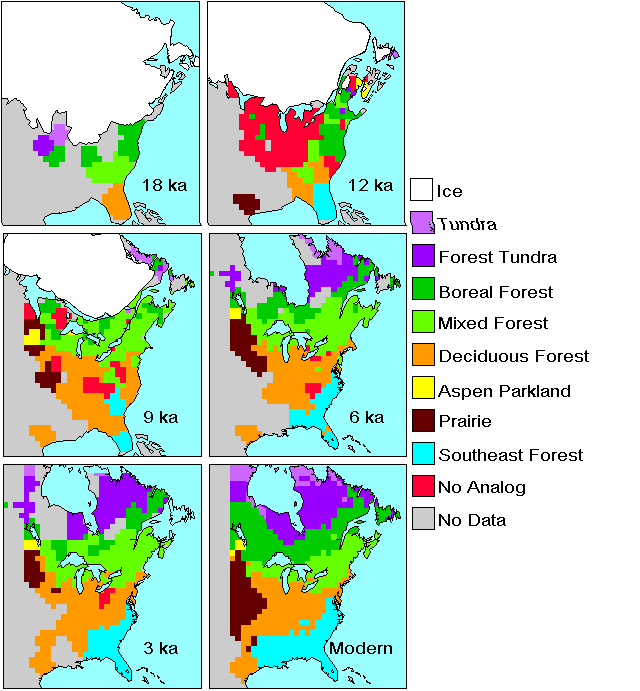 18 ka
12 ka
9 ka
6 ka
3 ka
Modern
Ice
Tundra
Forest Tundra
Boreal Forest
Mixed Forest
Deciduous Forest
Aspen Parkland
Prairie
Southeast Forest
No Analog
No Data